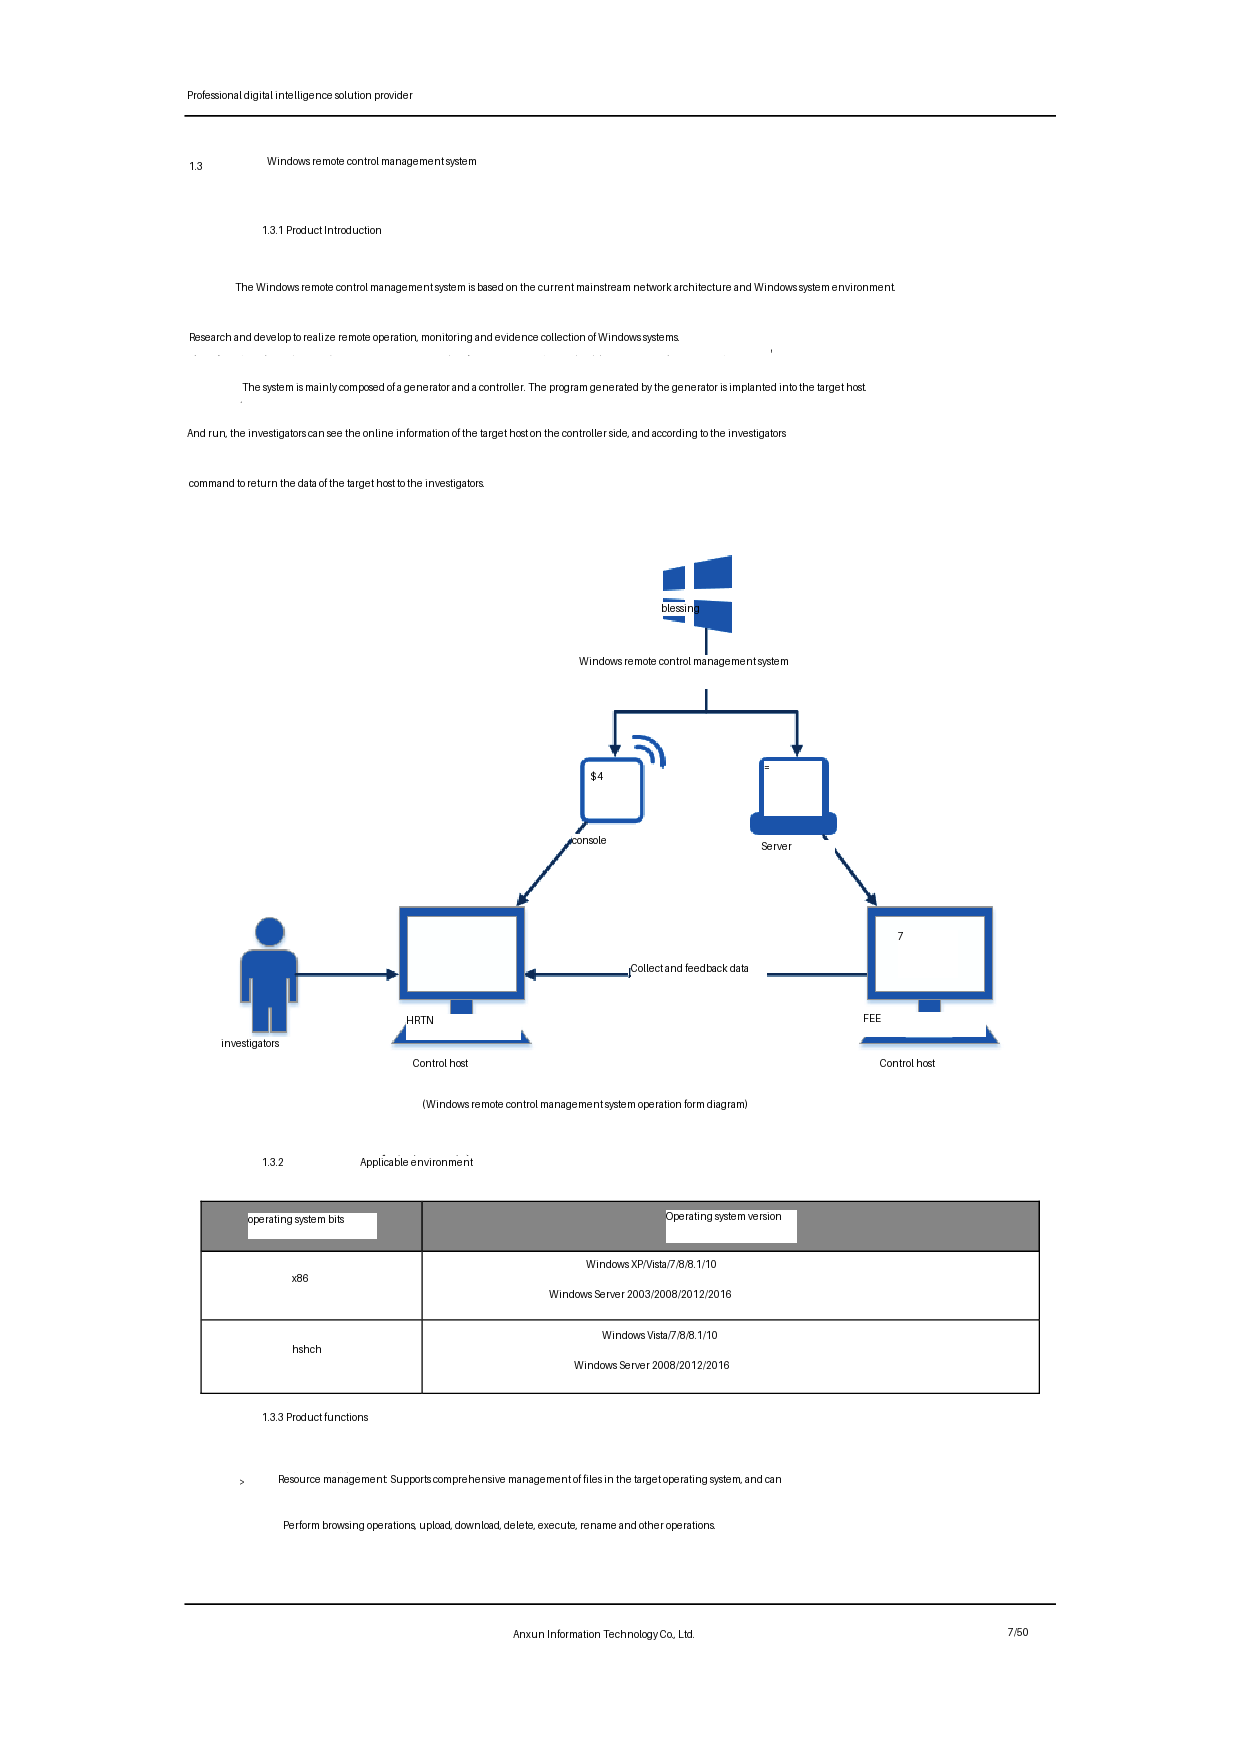 Professional digital intelligence solution provider
1.3 Windows remote control management system
1.3.1 Product Introduction
The Windows remote control management system is based on the current mainstream network architecture and Windows system environment.
Research and develop to realize remote operation, monitoring and evidence collection of Windows systems.
The system is mainly composed of a generator and a controller. The program generated by the generator is implanted into the target host.
And run, the investigators can see the online information of the target host on the controller side, and according to the investigators
command to return the data of the target host to the investigators.
blessing
Windows remote control management system
$4
=
console
Server
7
Collect and feedback data
HRTN
FEE
investigators
Control host
Control host
(Windows remote control management system operation form diagram)
1.3.2 Applicable environment
operating system bits
Operating system version
x86
Windows XP/Vista/7/8/8.1/10
Windows Server 2003/2008/2012/2016
hshch
Windows Vista/7/8/8.1/10
Windows Server 2008/2012/2016
1.3.3 Product functions
> Resource management: Supports comprehensive management of files in the target operating system, and can
Perform browsing operations, upload, download, delete, execute, rename and other operations.
Anxun Information Technology Co., Ltd.
7/50